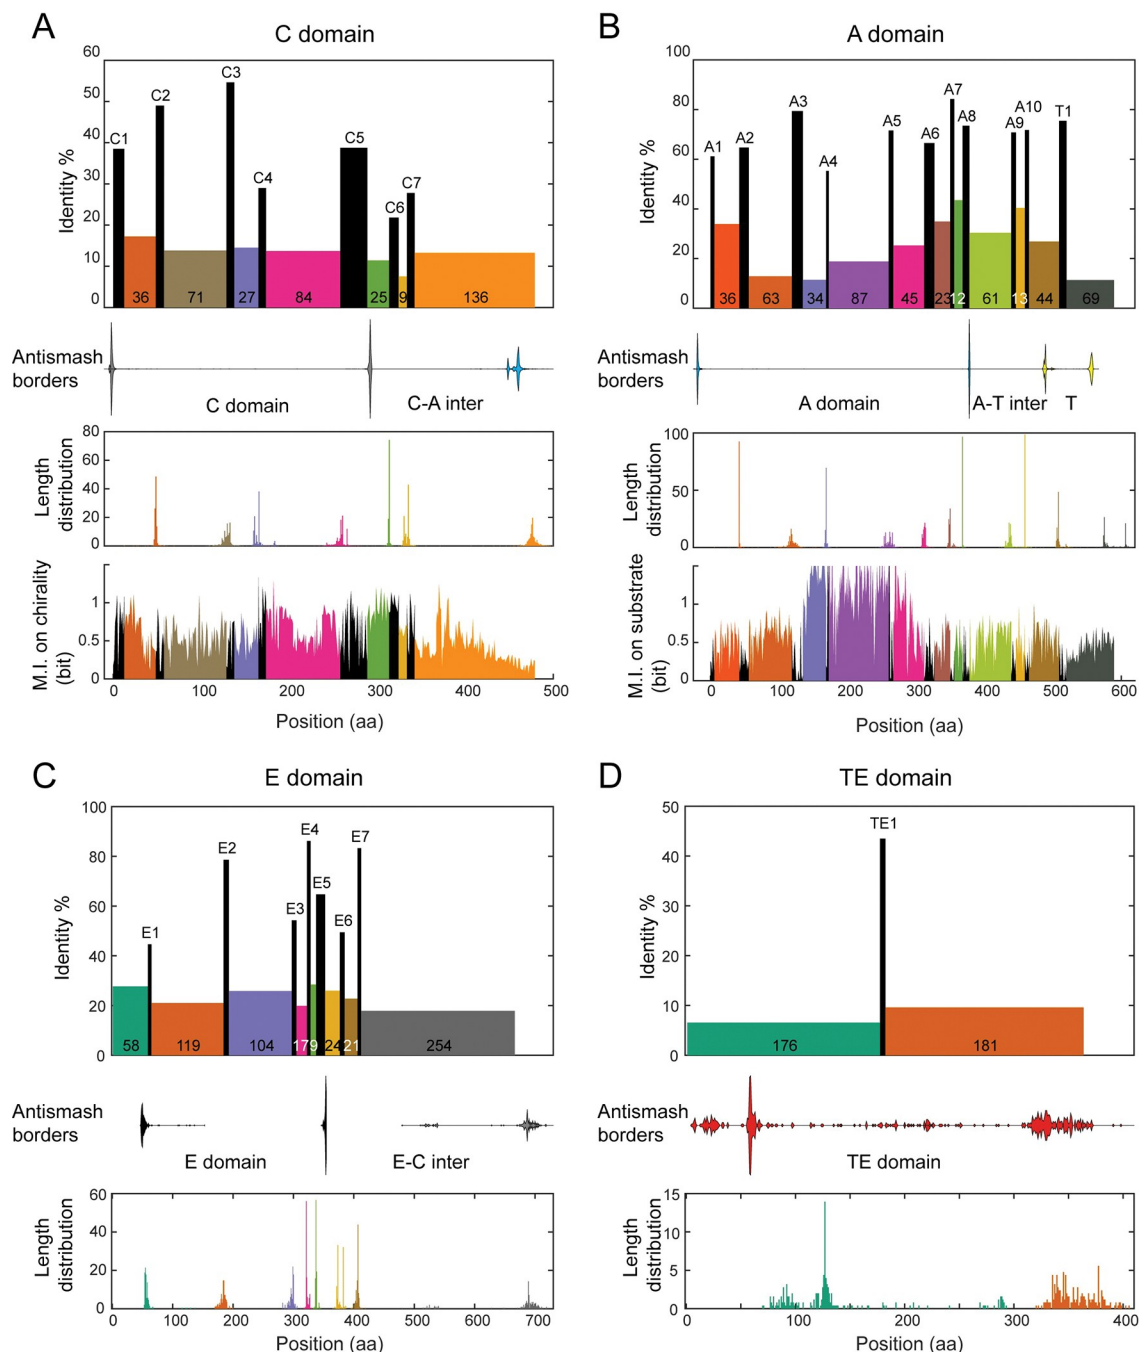 A
C domain
60
50
40
30
20
10
0
Identity %
C1
C2
C3
C4
C5
C6
C7
36
71
27
84
25
9
136
Antismash
borders
C domain
C-A inter
80
60
40
20
0
Length
distribution
1
0.5
0
M.I. on chirality
(bit)
0 100 200 300 400 500
Position (aa)
B
A domain
100
80
60
40
20
0
Identity %
A1
A2
A3
A4
A5
A6
A7
A8
A9
A10
T1
36
63
34
87
45
23
12
61
13
44
69
Antismash
borders
A domain
A-T inter
T
100
50
0
Length
distribution
1
0.5
0
M.I. on substrate
(bit)
0 100 200 300 400 500 600
Position (aa)
C
E domain
100
80
60
40
20
0
Identity %
E1
E2
E3
E4
E5
E6
E7
58
119
104
179
24
21
254
Antismash
borders
E domain
E-C inter
60
40
20
0
Length
distribution
0 100 200 300 400 500 600 700
Position (aa)
D
TE domain
50
40
30
20
10
0
Identity %
TE1
176
181
Antismash
borders
TE domain
15
10
5
0
Length
distribution
100 200 300 400
Position (aa)